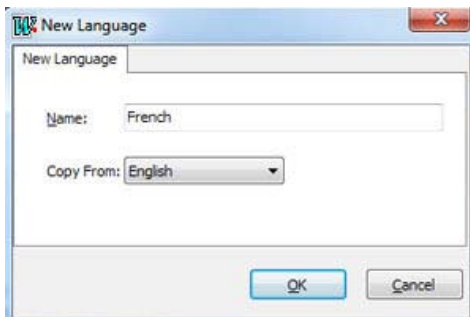 New Language
New Language
Name: French
Copy From: English
OK Cancel